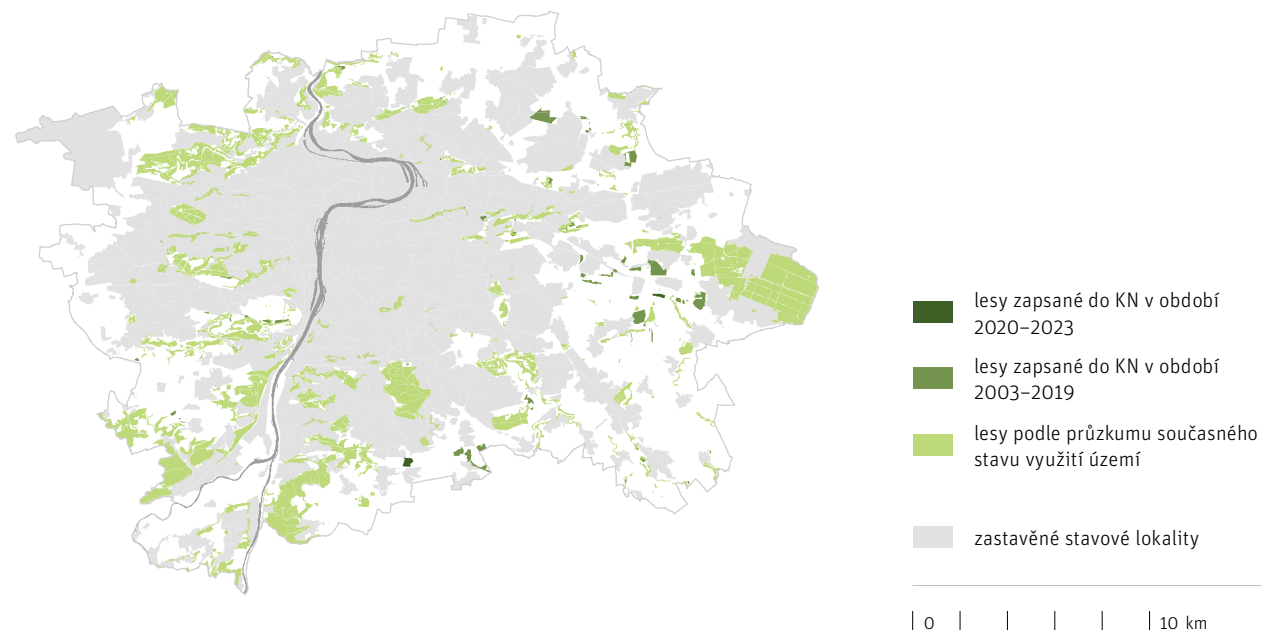 lesy zapsané do KN v období
2020–2023
lesy zapsané do KN v období
2003–2019
lesy podle průzkumu současného
stavu využití území
zastavěné stavové lokality
0 10 km